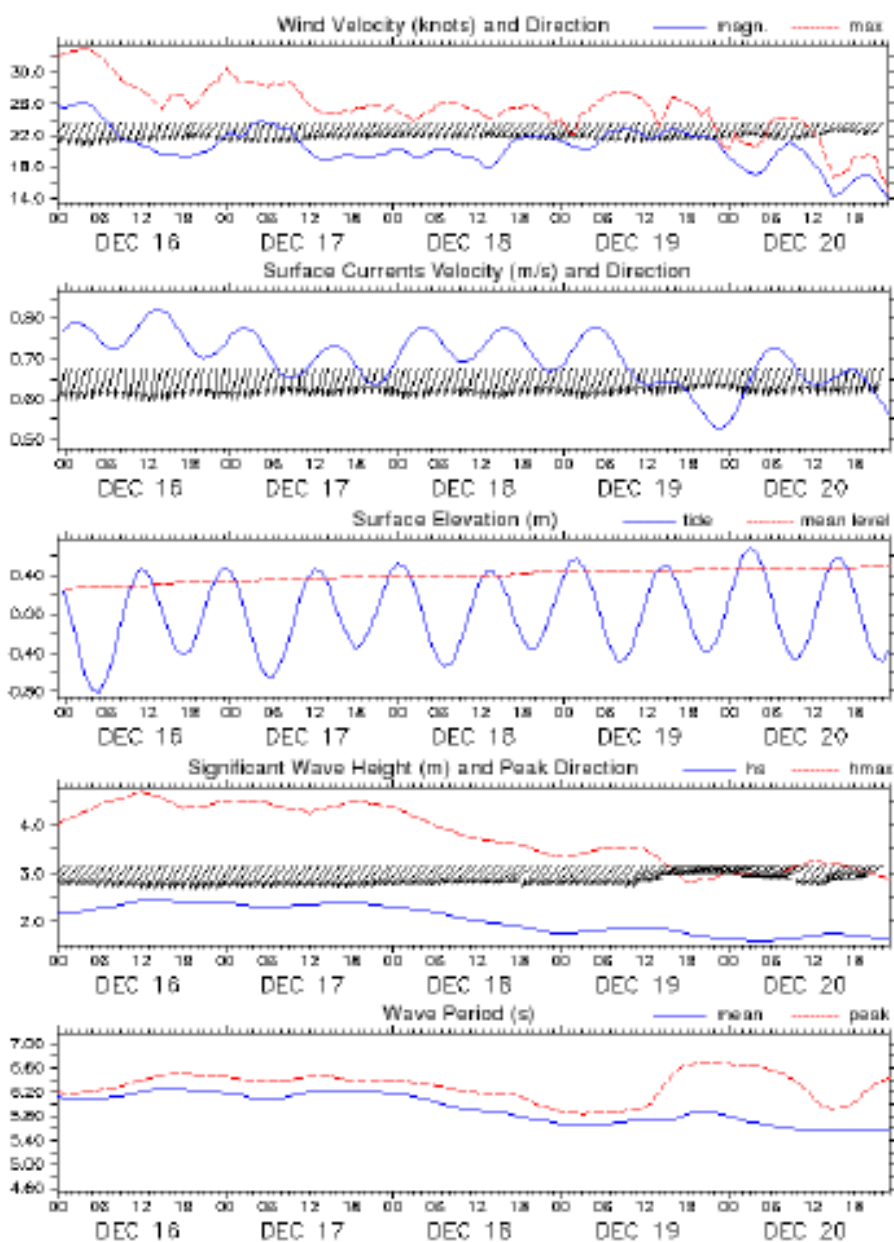 Wind Velocity (knots) and Direction magn. max
30.0
26.0
22.0
18.0
14.0
00 06 12 18 00 06 12 18 00 06 12 18 00 06 12 18 00 06 12 18
DEC 16 DEC 17 DEC 18 DEC 19 DEC 20
Surface Currents Velocity (m/s) and Direction
0.80
0.70
0.60
0.50
00 06 12 18 00 06 12 18 00 06 12 18 00 06 12 18 00 06 12 18
DEC 16 DEC 17 DEC 18 DEC 19 DEC 20
Surface Elevation (m) tide mean level
0.40
0.00
0.40
0.80
00 06 12 18 00 06 12 18 00 06 12 18 00 06 12 18 00 06 12 18
DEC 16 DEC 17 DEC 18 DEC 19 DEC 20
Significant Wave Height (m) and Peak Direction hs hmax
4.0
3.0
2.0
00 06 12 18 00 06 12 18 00 06 12 18 00 06 12 18 00 06 12 18
DEC 16 DEC 17 DEC 18 DEC 19 DEC 20
Wave Period (s) mean peak
7.00
6.60
6.20
5.80
5.40
5.00
4.60
00 06 12 18 00 06 12 18 00 06 12 18 00 06 12 18 00 06 12 18
DEC 16 DEC 17 DEC 18 DEC 19 DEC 20